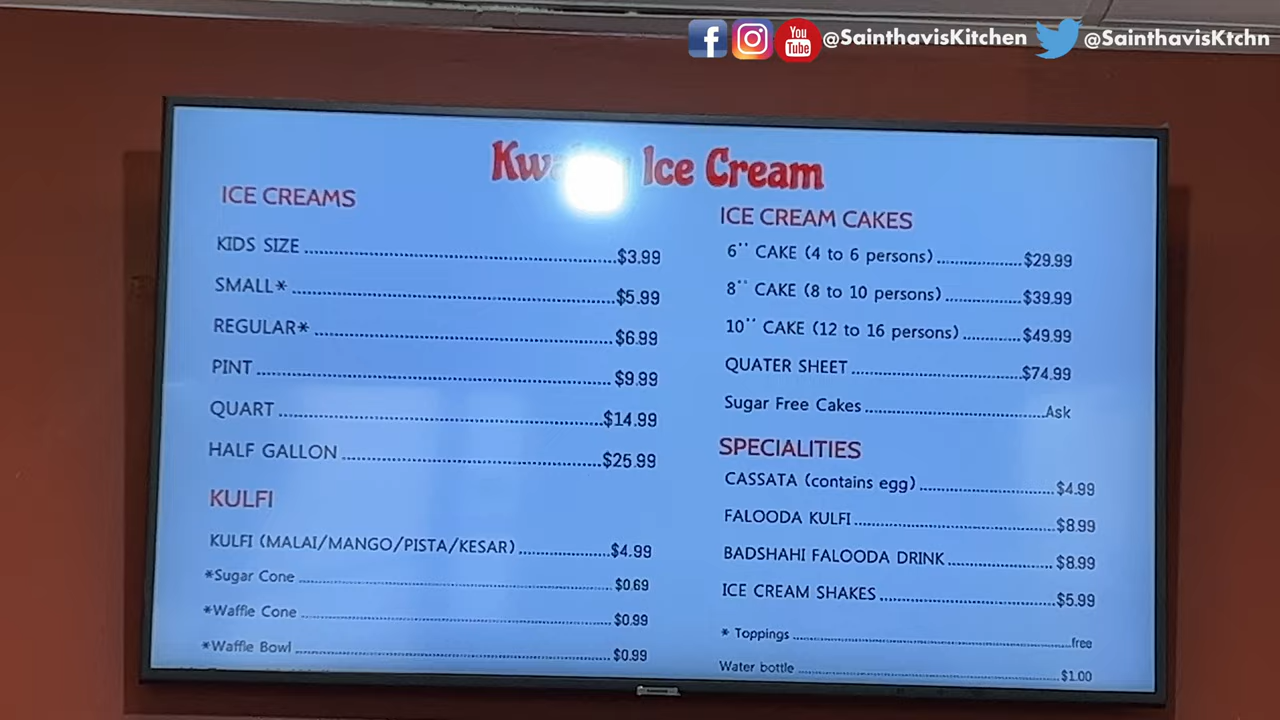 @SainthavisKitchen @SainthavisKtchn
Ice Cream
ICE CREAMS
KIDS SIZE $3.99
SMALL* $5.99
REGULAR* $6.99
PINT $9.99
QUART $14.99
HALF GALLON $25.99
KULFI
KULFI (MALAI/MANGO/PISTA/KESAR) $4.99
*Sugar Cone $0.69
*Waffle Cone $0.99
*Waffle Bowl $0.99
ICE CREAM CAKES
6'' CAKE (4 to 6 persons) $29.99
8'' CAKE (8 to 10 persons) $39.99
10'' CAKE (12 to 16 persons) $49.99
QUATER SHEET $74.99
Sugar Free Cakes Ask
SPECIALITIES
CASSATA (contains egg) $4.99
FALOODA KULFI $8.99
BADSHAHI FALOODA DRINK $8.99
ICE CREAM SHAKES $5.99
* Toppings free
Water bottle $1.00